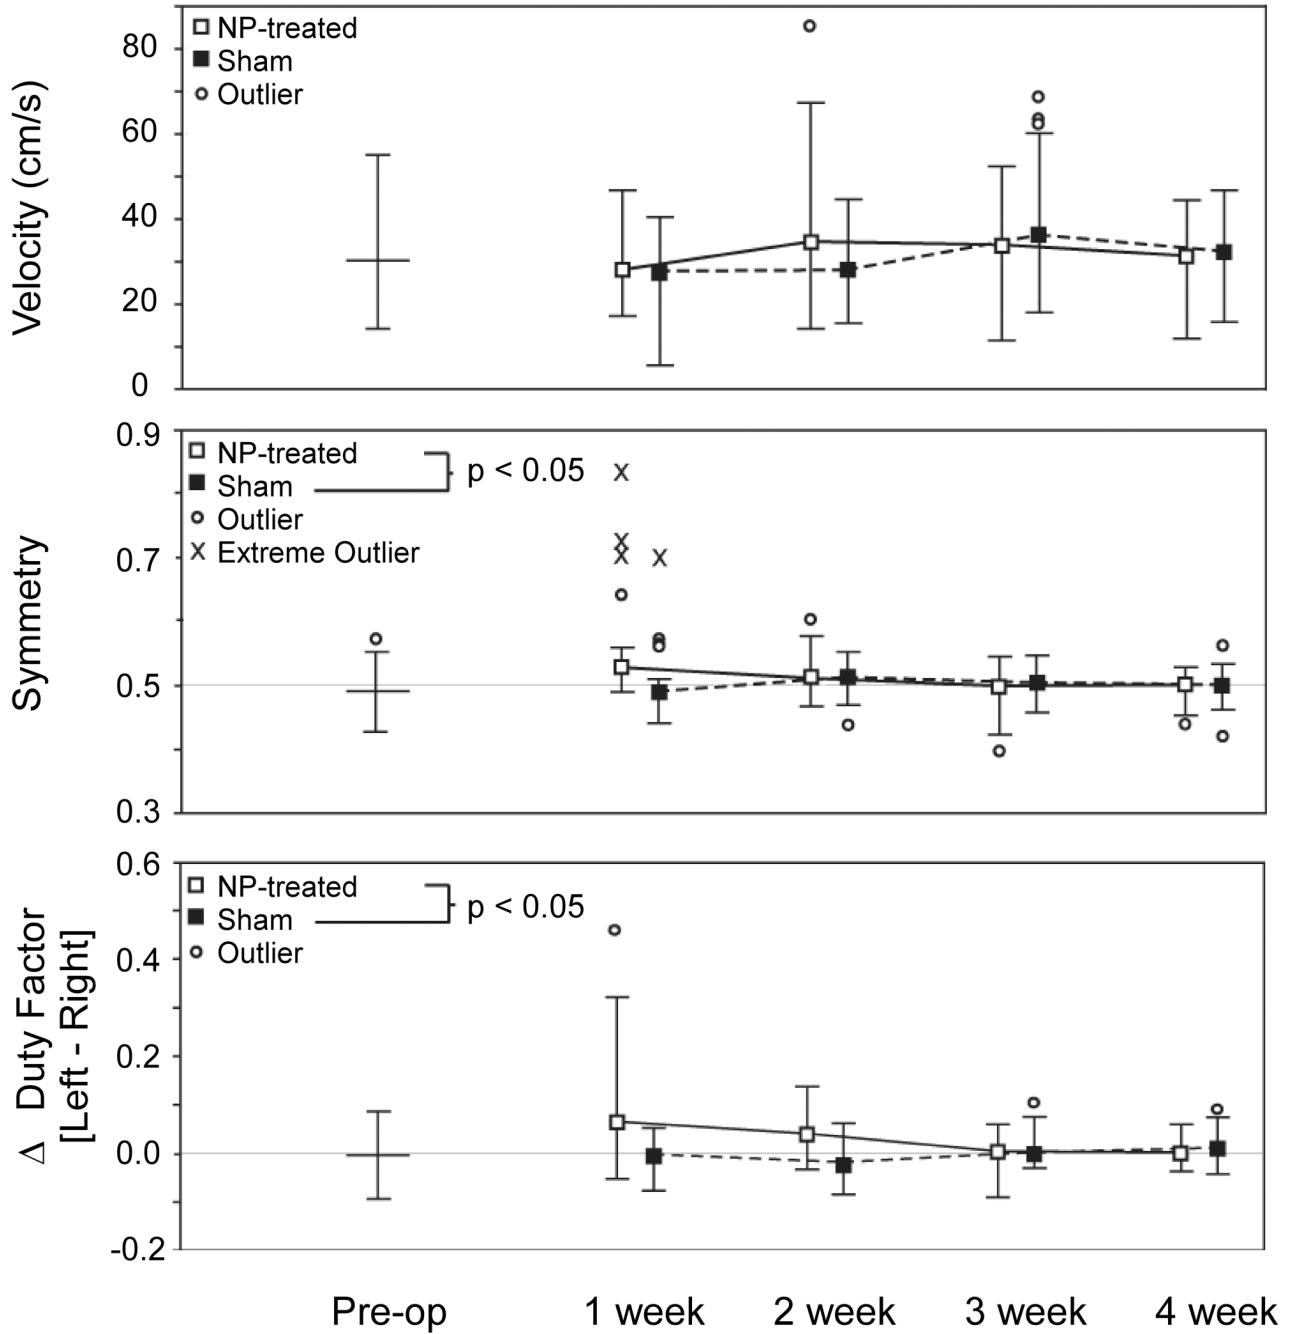 NP-treated
Sham
Outlier
80
60
40
20
0
Velocity (cm/s)
NP-treated
Sham
p < 0.05
Outlier
Extreme Outlier
0.9
0.7
0.5
0.3
Symmetry
NP-treated
Sham
p < 0.05
Outlier
0.6
0.4
0.2
0.0
-0.2
Δ Duty Factor
[Left - Right]
Pre-op 1 week 2 week 3 week 4 week